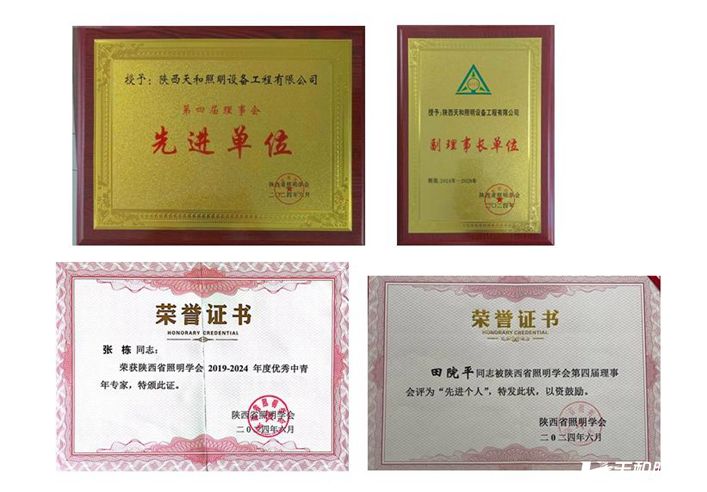 授予：陕西天和照明设备工程有限公司
第四届理事会
先进单位
陕西省照明学会
二〇二四年六月
授予：陕西天和照明设备工程有限公司
副理事长单位
陕西省照明学会
二〇二四年
荣誉证书
HONORARY CREDENTIAL
张栋 同志：
荣获陕西省照明学会 2019-2024 年度优秀中青
年专家，特颁此证。
陕西省照明学会
二〇二四年六月
荣誉证书
HONORARY CREDENTIAL
田院平同志被陕西省照明学会第四届理事
会评为“先进个人”，特发此状，以资鼓励。
陕西省照明学会
二〇二四年六月